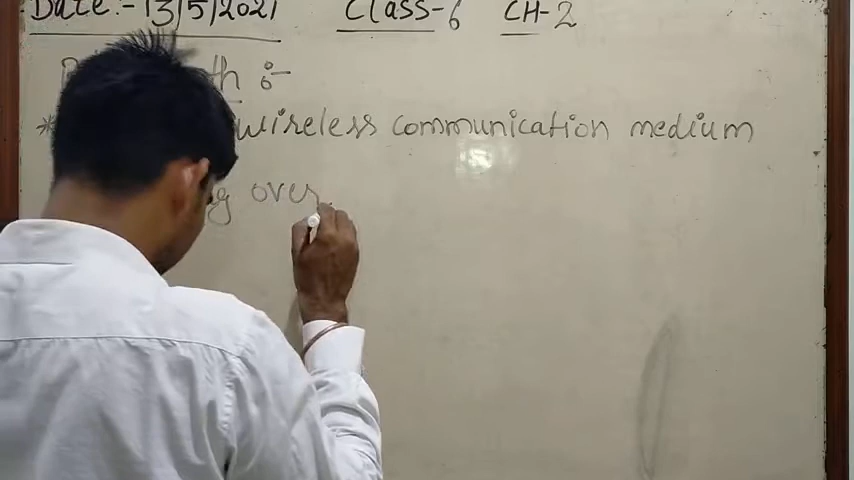 Date:- 13/5/2021 Class-6 CH-2
th :-
* wireless communication medium
g over